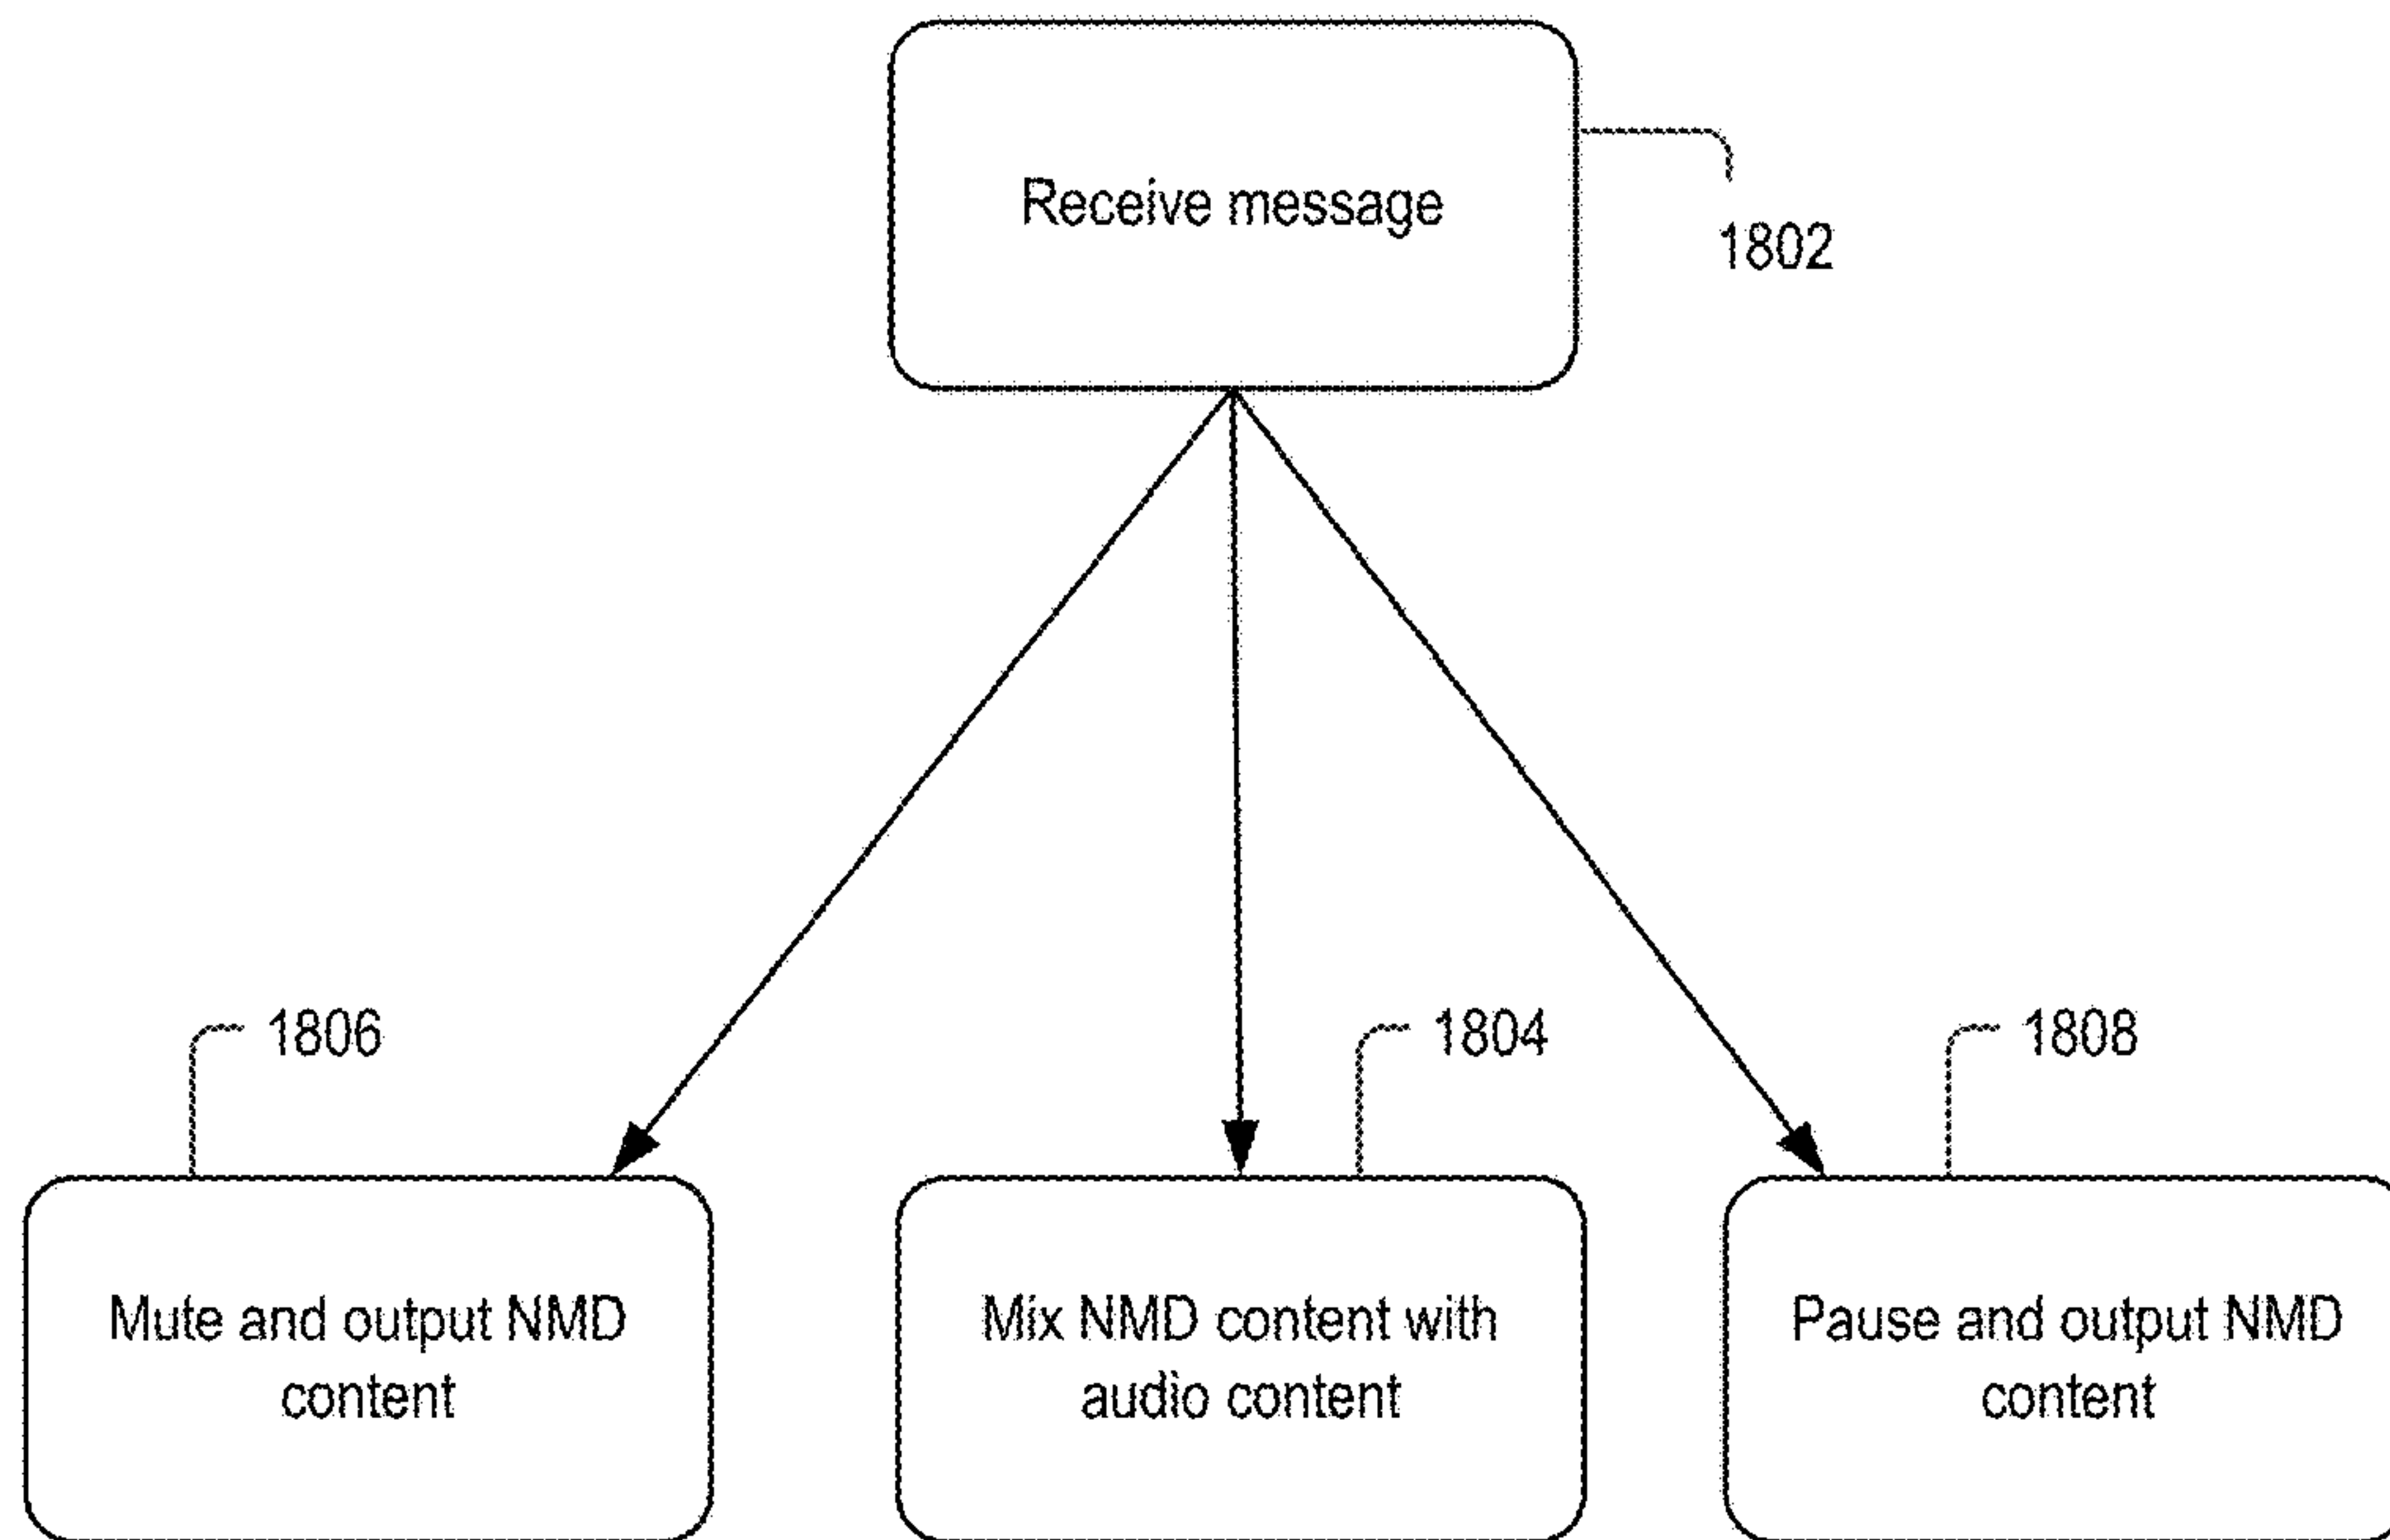 Receive message
1802
1806
1804
1808
Mute and output NMD
content
Mix NMD content with
audio content
Pause and output NMD
content